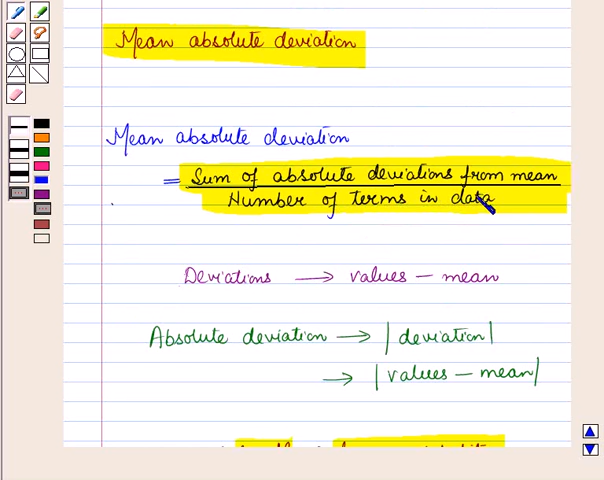 Mean absolute deviation
Mean absolute deviation
= Sum of absolute deviations from mean
Number of terms in data
Deviations → values - mean
Absolute deviation → |deviation|
→ |values - mean|